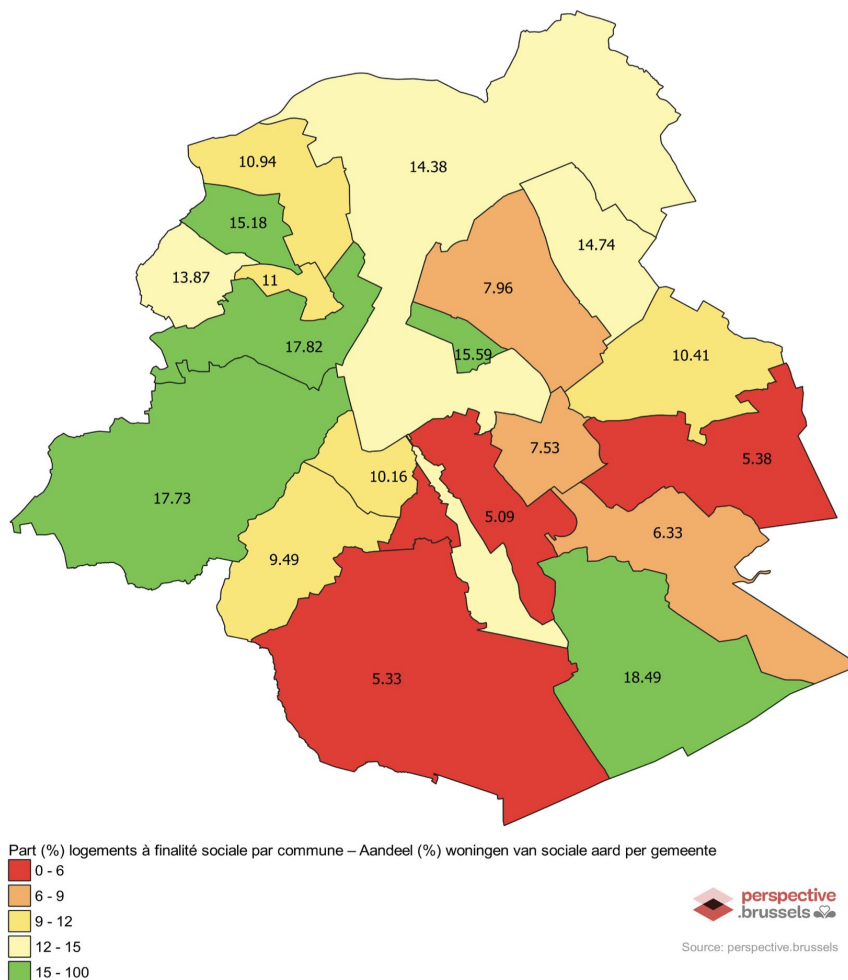 10.94
14.38
15.18
14.74
13.87
11
7.96
17.82
15.59
10.41
7.53
5.38
10.16
17.73
5.09
6.33
9.49
5.33
18.49
Part (%) logements à finalité sociale par commune – Aandeel (%) woningen van sociale aard per gemeente
0 - 6
6 - 9
9 - 12
12 - 15
15 - 100
perspective
.brussels
Source: perspective.brussels